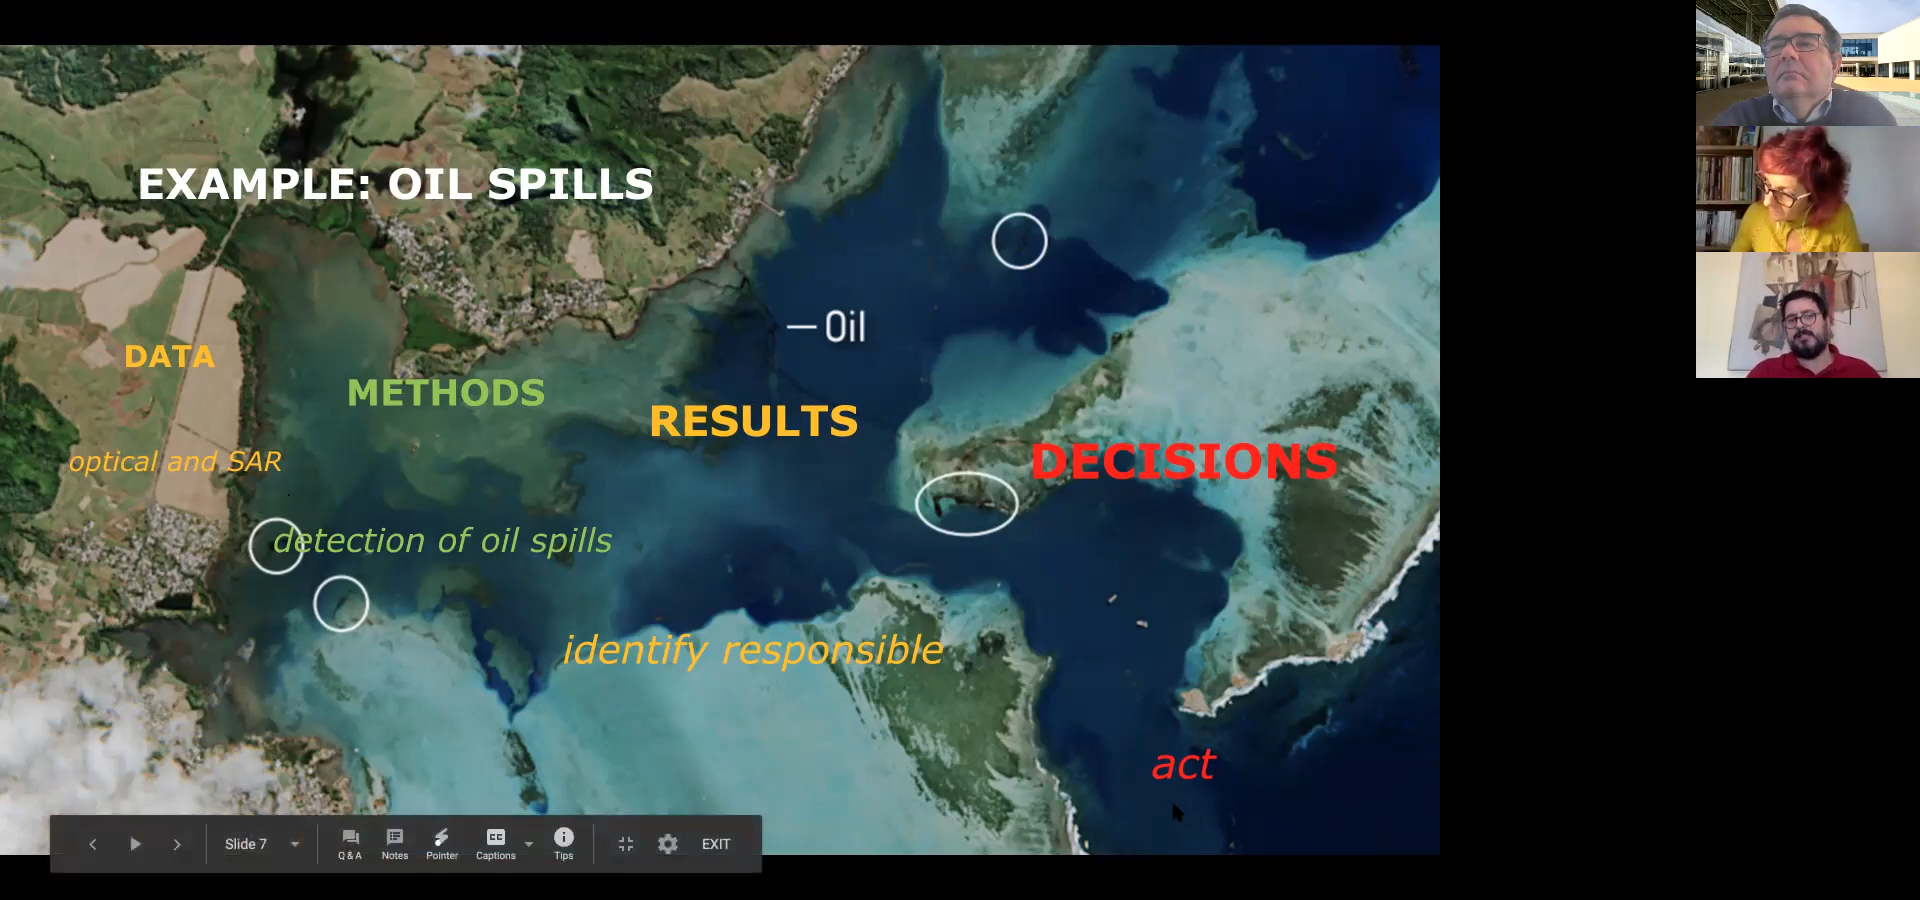 EXAMPLE: OIL SPILLS
Oil
DATA
METHODS
RESULTS
DECISIONS
optical and SAR
detection of oil spills
identify responsible
act
Slide 7
Q & A
Notes
Pointer
CC
Captions
Tips
EXIT